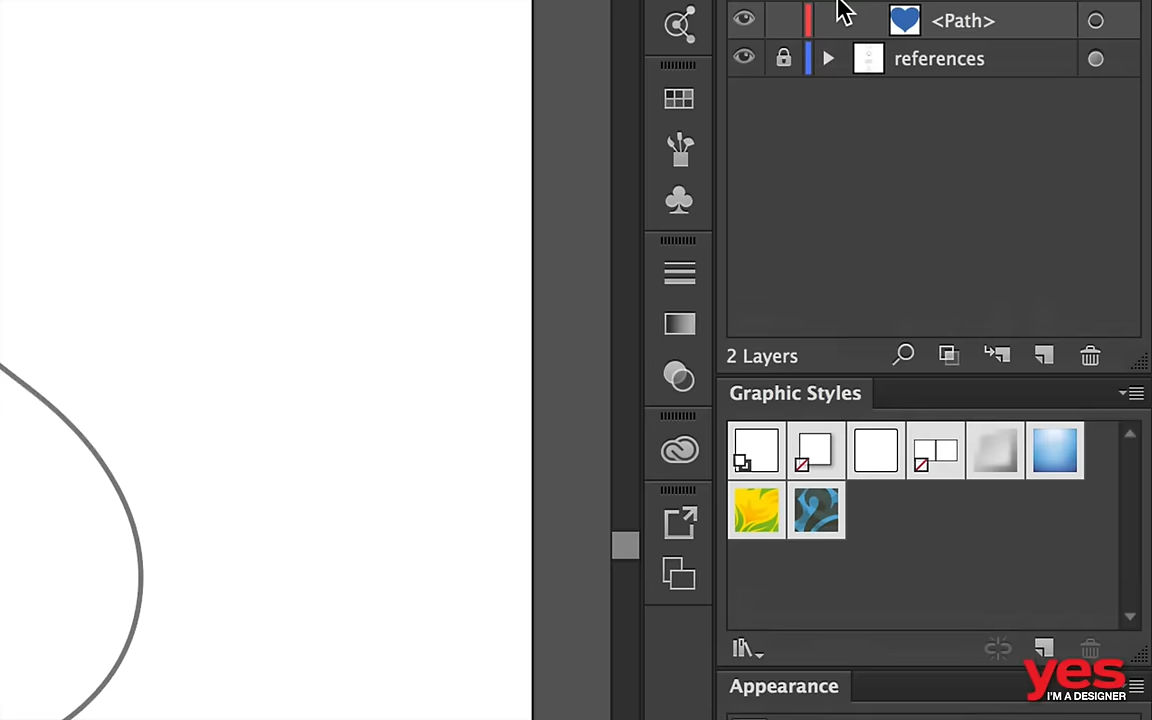 <Path>
references
2 Layers
Graphic Styles
Appearance
yes
I'M A DESIGNER